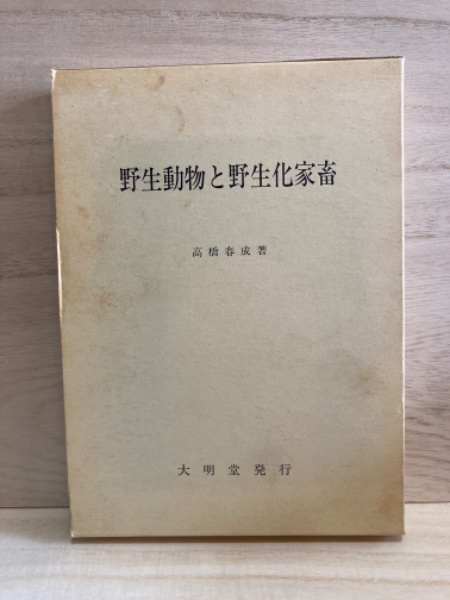 野生動物と野生化家畜
高橋春成著
大明堂発行